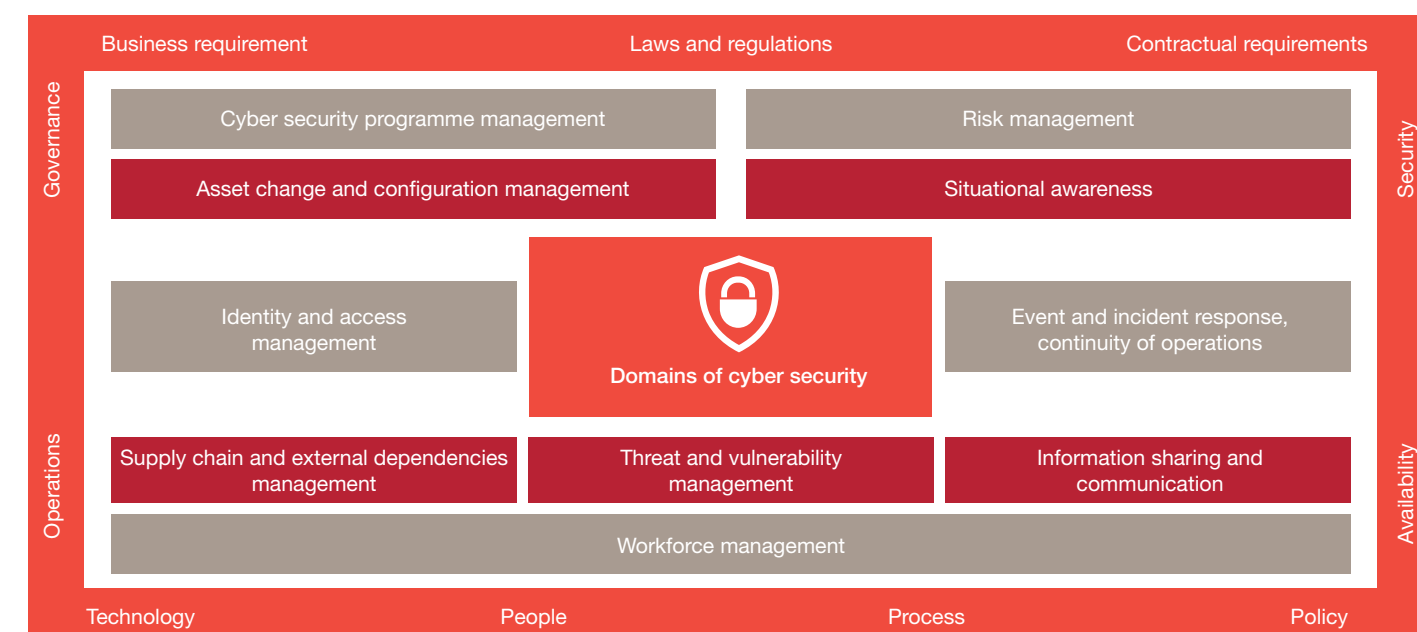 Business requirement
Laws and regulations
Contractual requirements
Governance
Security
Cyber security programme management
Risk management
Asset change and configuration management
Situational awareness
Identity and access
management
Domains of cyber security
Event and incident response,
continuity of operations
Operations
Availability
Supply chain and external dependencies
management
Threat and vulnerability
management
Information sharing and
communication
Workforce management
Technology
People
Process
Policy